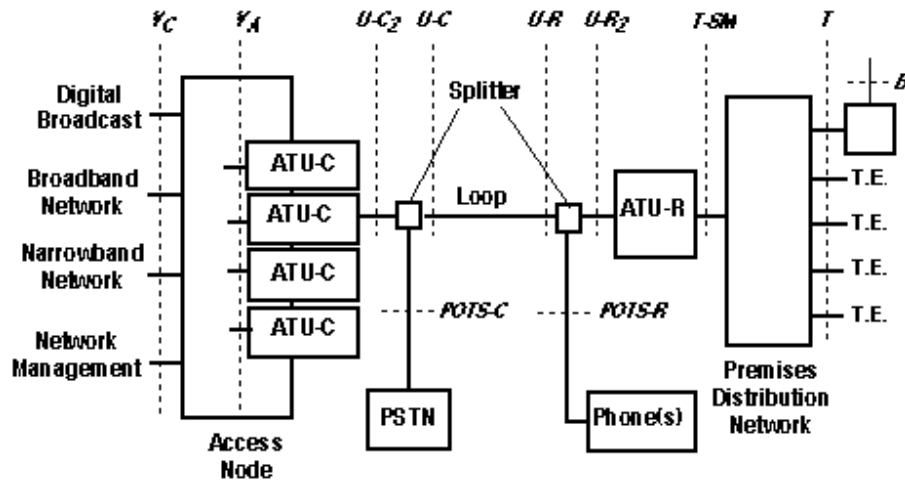 V_C V_A U-C_2 U-C U-R U-R_2 T-SM T
B
Splitter
Digital
Broadcast
Broadband
Network
Narrowband
Network
Network
Management
ATU-C
ATU-C
ATU-C
ATU-C
Access
Node
Loop
POTS-C
PSTN
POTS-R
Phone(s)
ATU-R
T.E.
T.E.
T.E.
T.E.
Premises
Distribution
Network